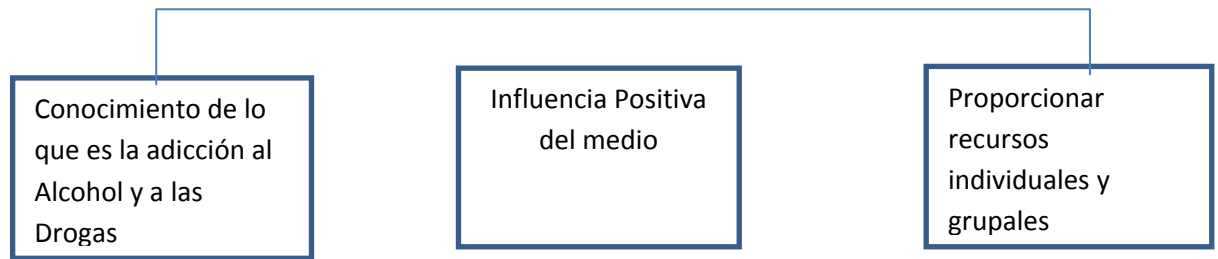 Conocimiento de lo
que es la adicción al
Alcohol y a las
Drogas
Influencia Positiva
del medio
Proporcionar
recursos
individuales y
grupales